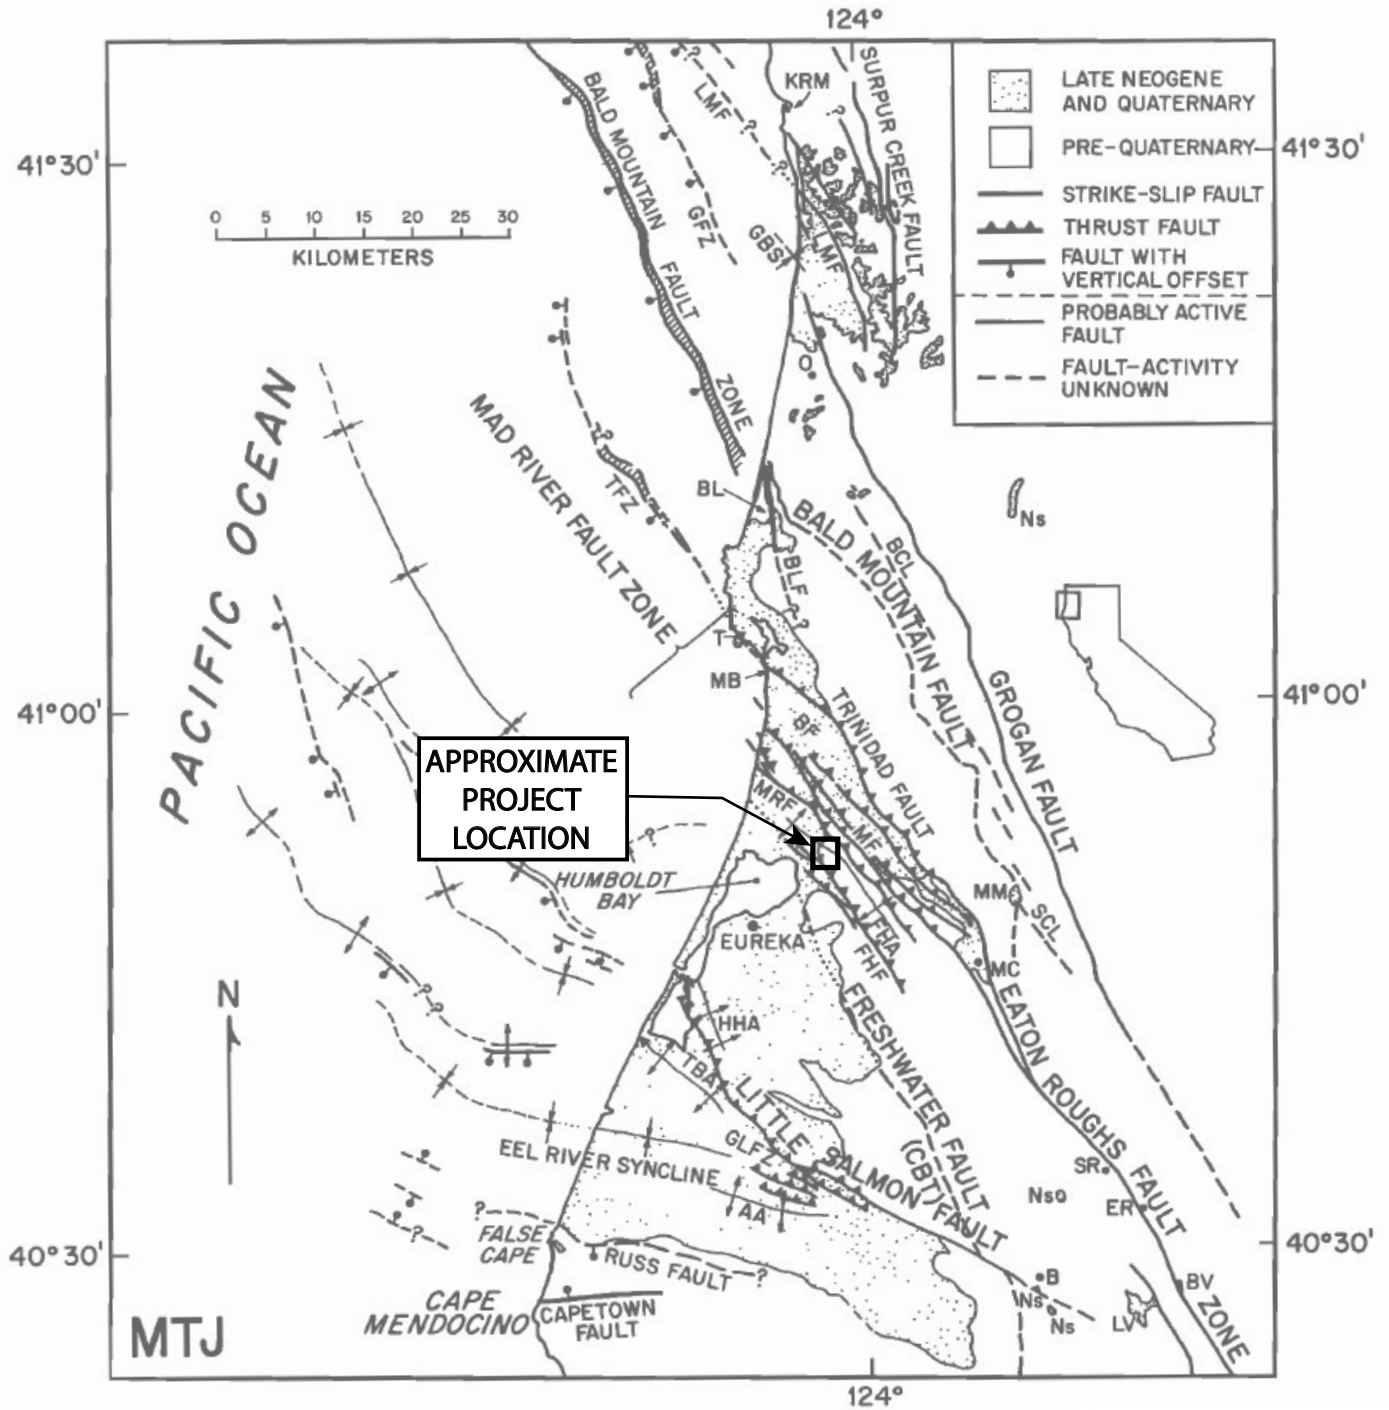 124°
KRM
SURPUR CREEK FAULT
LATE NEOGENE
AND QUATERNARY
PRE-QUATERNARY
STRIKE-SLIP FAULT
THRUST FAULT
FAULT WITH
VERTICAL OFFSET
PROBABLY ACTIVE
FAULT
FAULT-ACTIVITY
UNKNOWN
41°30'
41°30'
0 5 10 15 20 25 30
KILOMETERS
BALD MOUNTAIN
FAULT
ZONE
LMF
?
?
?
?
GFZ
GBS
LMF
O
PACIFIC OCEAN
MAD RIVER FAULT ZONE
?
TFZ
BL
BALD MOUNTAIN FAULT
BCL
BLF
?
Ns
T
MB
41°00'
41°00'
GROGAN FAULT
TRINIDAD FAULT
BF
APPROXIMATE
PROJECT
LOCATION
MRF
MF
?
HUMBOLDT
BAY
EUREKA
FHA
FHF
MM
SCL
MC
EATON ROUGHS FAULT
ZONE
FRESHWATER FAULT
(CBT)
N
?
?
HHA
TBA
LITTLE SALMON FAULT
GLFZ
EEL RIVER SYNCLINE
AA
SR
Ns
ER
?
FALSE
CAPE
?
RUSS FAULT
?
40°30'
40°30'
B
Ns
Ns
LV
BV
CAPE
MENDOCINO
CAPETOWN
FAULT
MTJ
124°